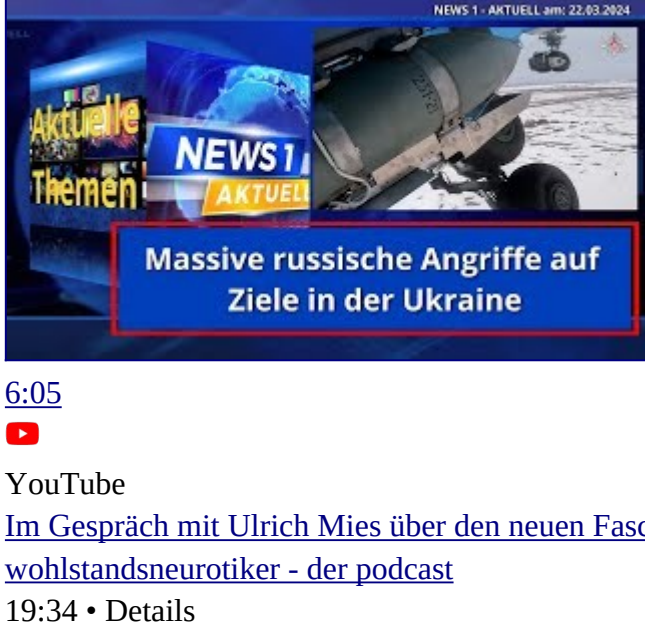 NEWS 1 - AKTUELL am: 22.03.2024
Aktuelle
Themen
NEWS 1
AKTUELL
231-21
Massive russische Angriffe auf
Ziele in der Ukraine
6:05
YouTube
Im Gespräch mit Ulrich Mies über den neuen Fasc
wohlstandsneurotiker - der podcast
19:34 • Details